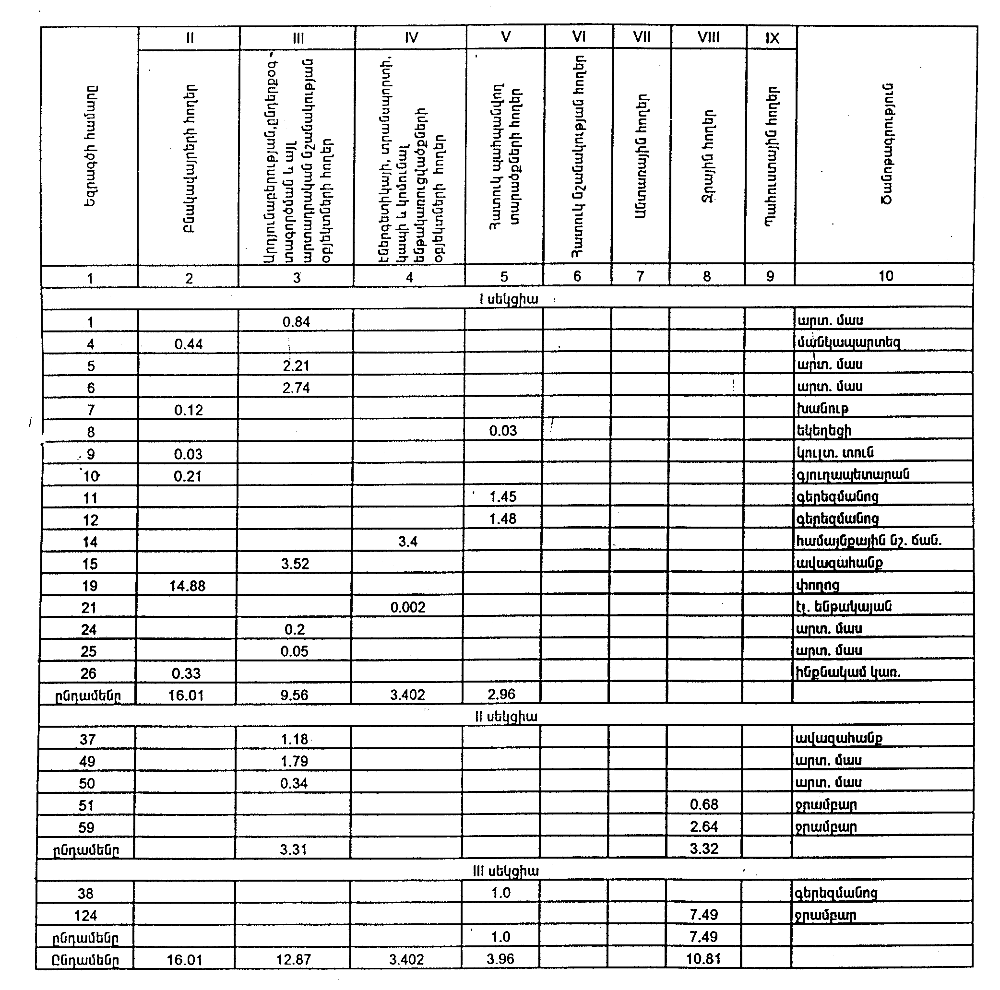 II III IV V VI VII VIII IX
Եզրագծի համարը
Բնակավայրերի հողեր
Արդյունաբերության,ընդերքօգ-
տագործման և այլ
արտադրական նշանակության
օբյեկտների հողեր
Էներգետիկայի, տրանսպորտի,
կապի և կոմունալ
ենթակառուցվածքների
օբյեկտների հողեր
Հատուկ պահպանվող
տարածքների հողեր
Հատուկ նշանակության հողեր
Անտառային հողեր
Ջրային հողեր
Պահուստային հողեր
Ծանոթագրություն
1 2 3 4 5 6 7 8 9 10
I սեկցիա
1 0.84 արտ. մաս
4 0.44 մանկապարտեզ
5 2.21 արտ. մաս
6 2.74 արտ. մաս
7 0.12 խանութ
8 0.03 եկեղեցի
9 0.03 կուլտ. տուն
10 0.21 գյուղապետարան
11 1.45 գերեզմանոց
12 1.48 գերեզմանոց
14 3.4 համայնքային նշ. ճան.
15 3.52 ավազահանք
19 14.88 փողոց
21 0.002 էլ. ենթակայան
24 0.2 արտ. մաս
25 0.05 արտ. մաս
26 0.33 ինքնակամ կառ.
ընդամենը 16.01 9.56 3.402 2.96
II սեկցիա
37 1.18 ավազահանք
49 1.79 արտ. մաս
50 0.34 արտ. մաս
51 0.68 ջրամբար
59 2.64 ջրամբար
ընդամենը 3.31 3.32
III սեկցիա
38 1.0 գերեզմանոց
124 7.49 ջրամբար
ընդամենը 1.0 7.49
Ընդամենը 16.01 12.87 3.402 3.96 10.81